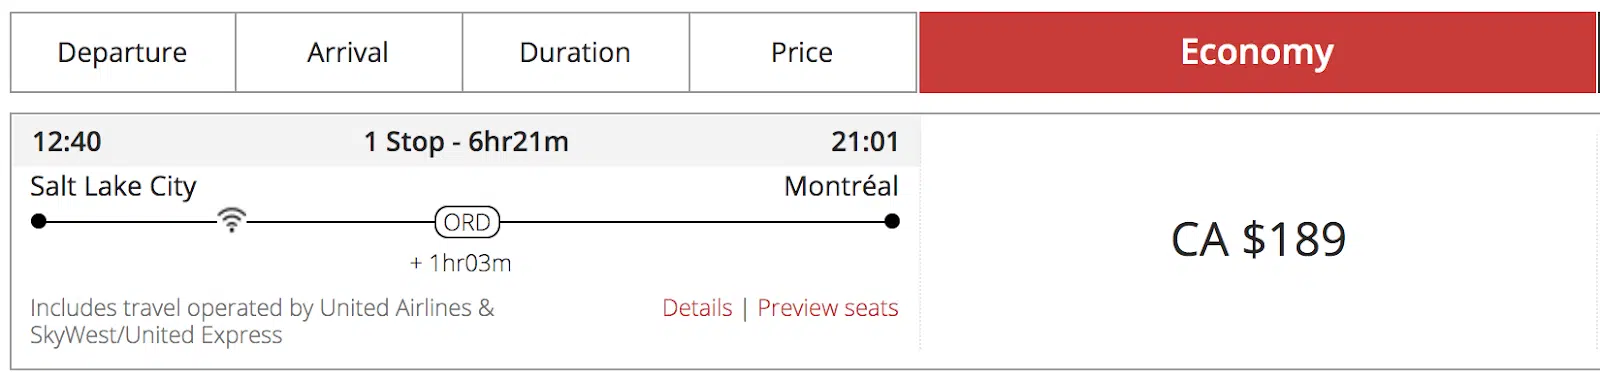 Departure Arrival Duration Price Economy
12:40 1 Stop - 6hr21m 21:01
Salt Lake City Montréal
ORD
+ 1hr03m
CA $189
Includes travel operated by United Airlines &
SkyWest/United Express
Details | Preview seats